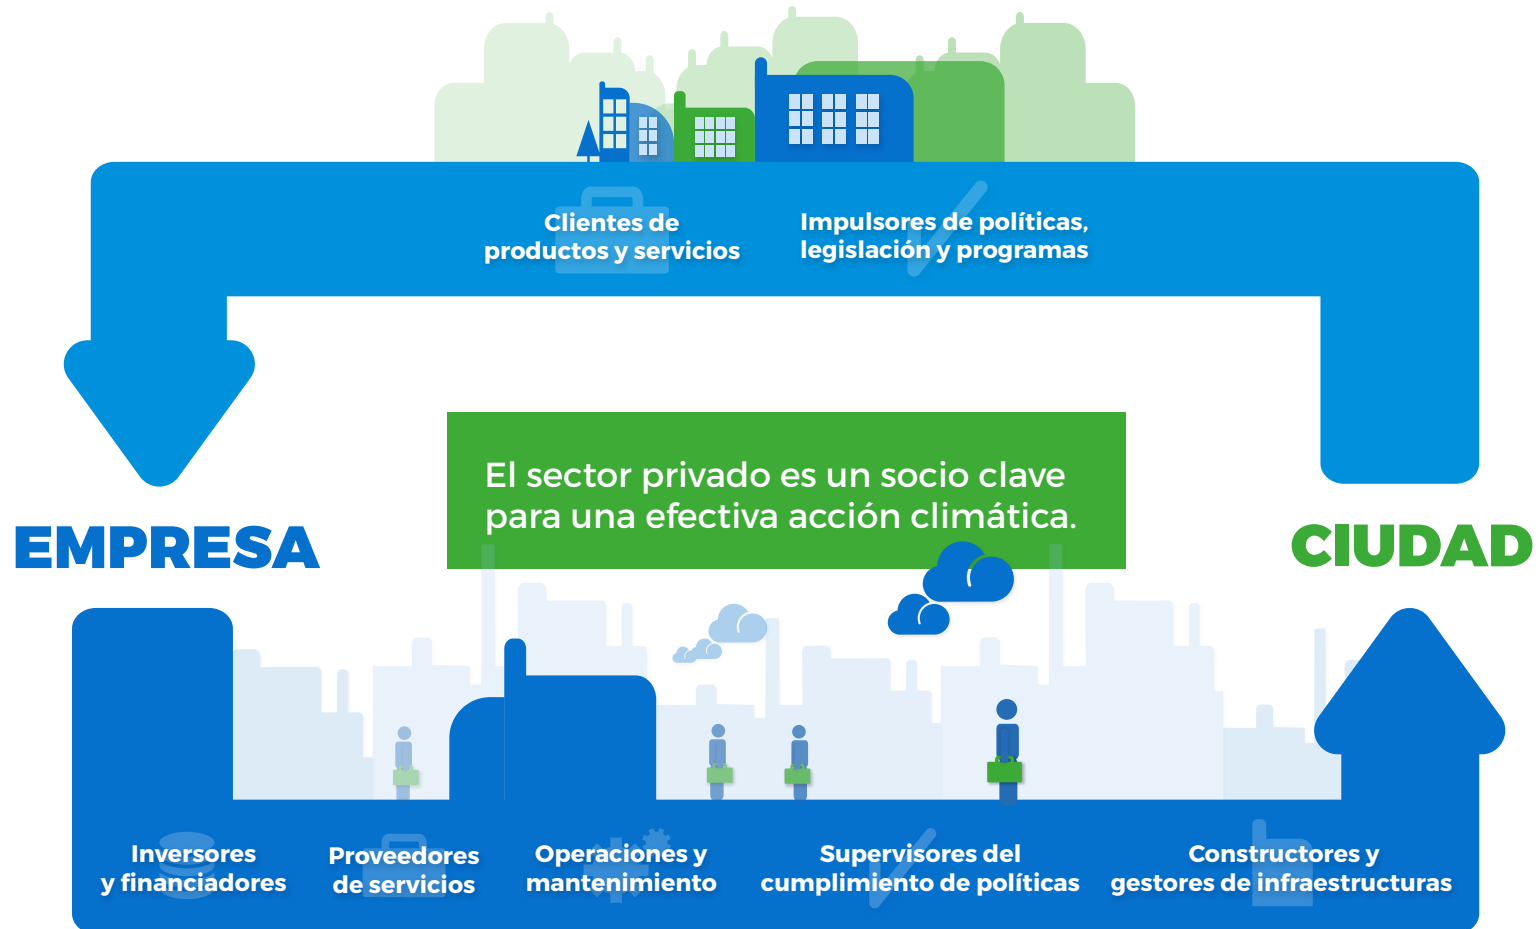 Clientes de
productos y servicios
Impulsores de políticas,
legislación y programas
El sector privado es un socio clave
para una efectiva acción climática.
EMPRESA
CIUDAD
Inversores
y financiadores
Proveedores
de servicios
Operaciones y
mantenimiento
Supervisores del
cumplimiento de políticas
Constructores y
gestores de infraestructuras